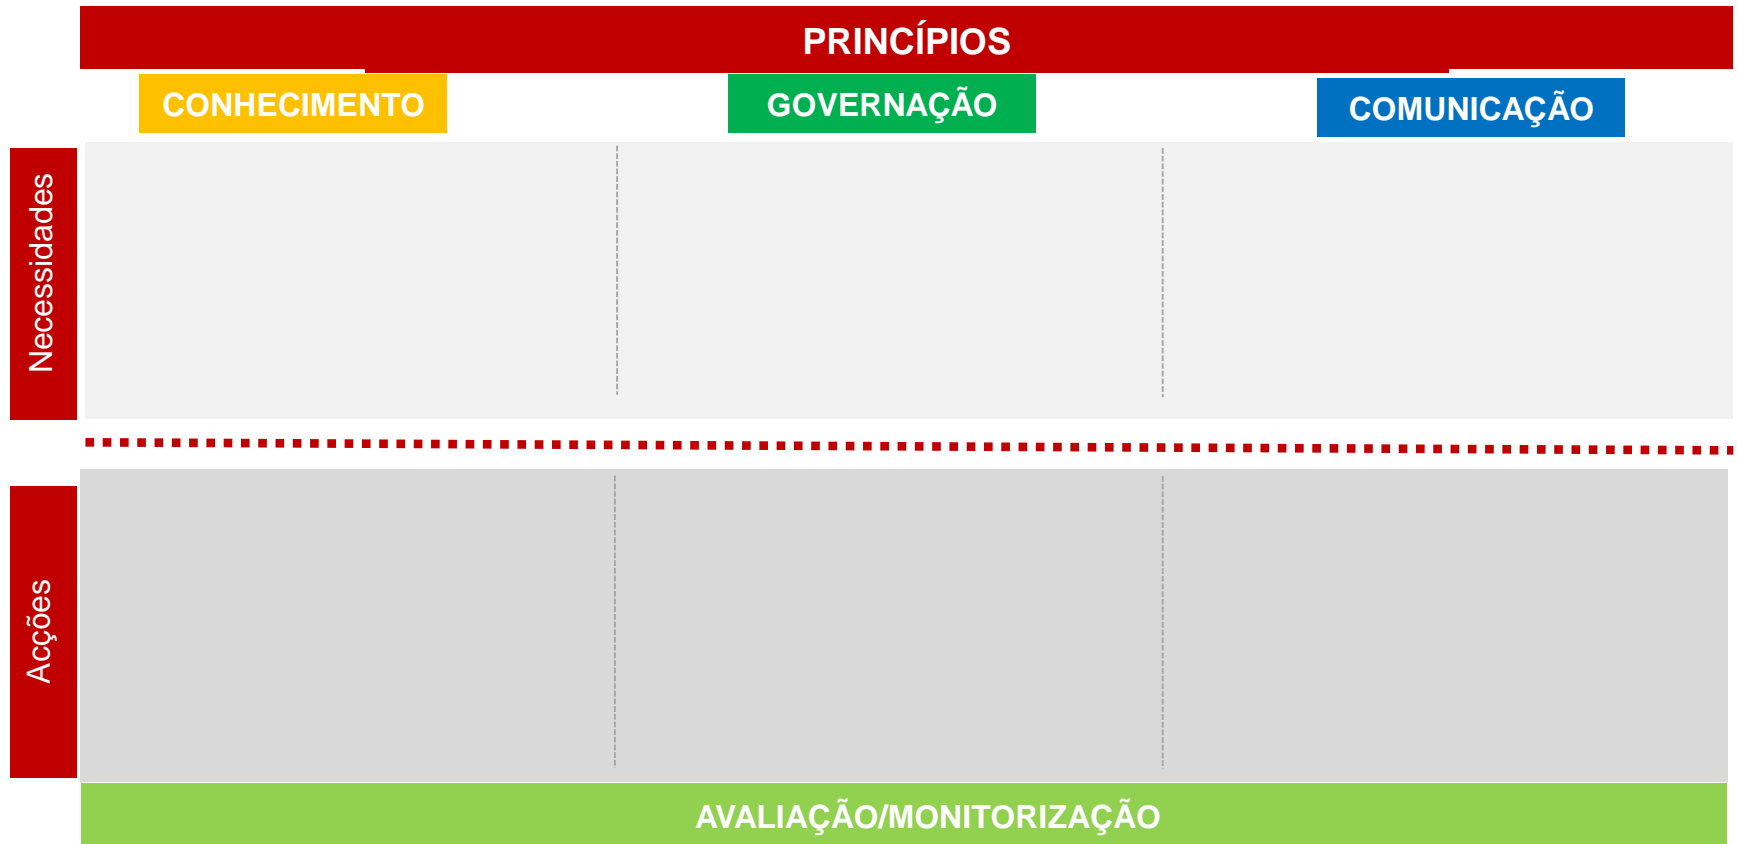 PRINCÍPIOS
CONHECIMENTO
GOVERNAÇÃO
COMUNICAÇÃO
Necessidades
Acções
AVALIAÇÃO/MONITORIZAÇÃO